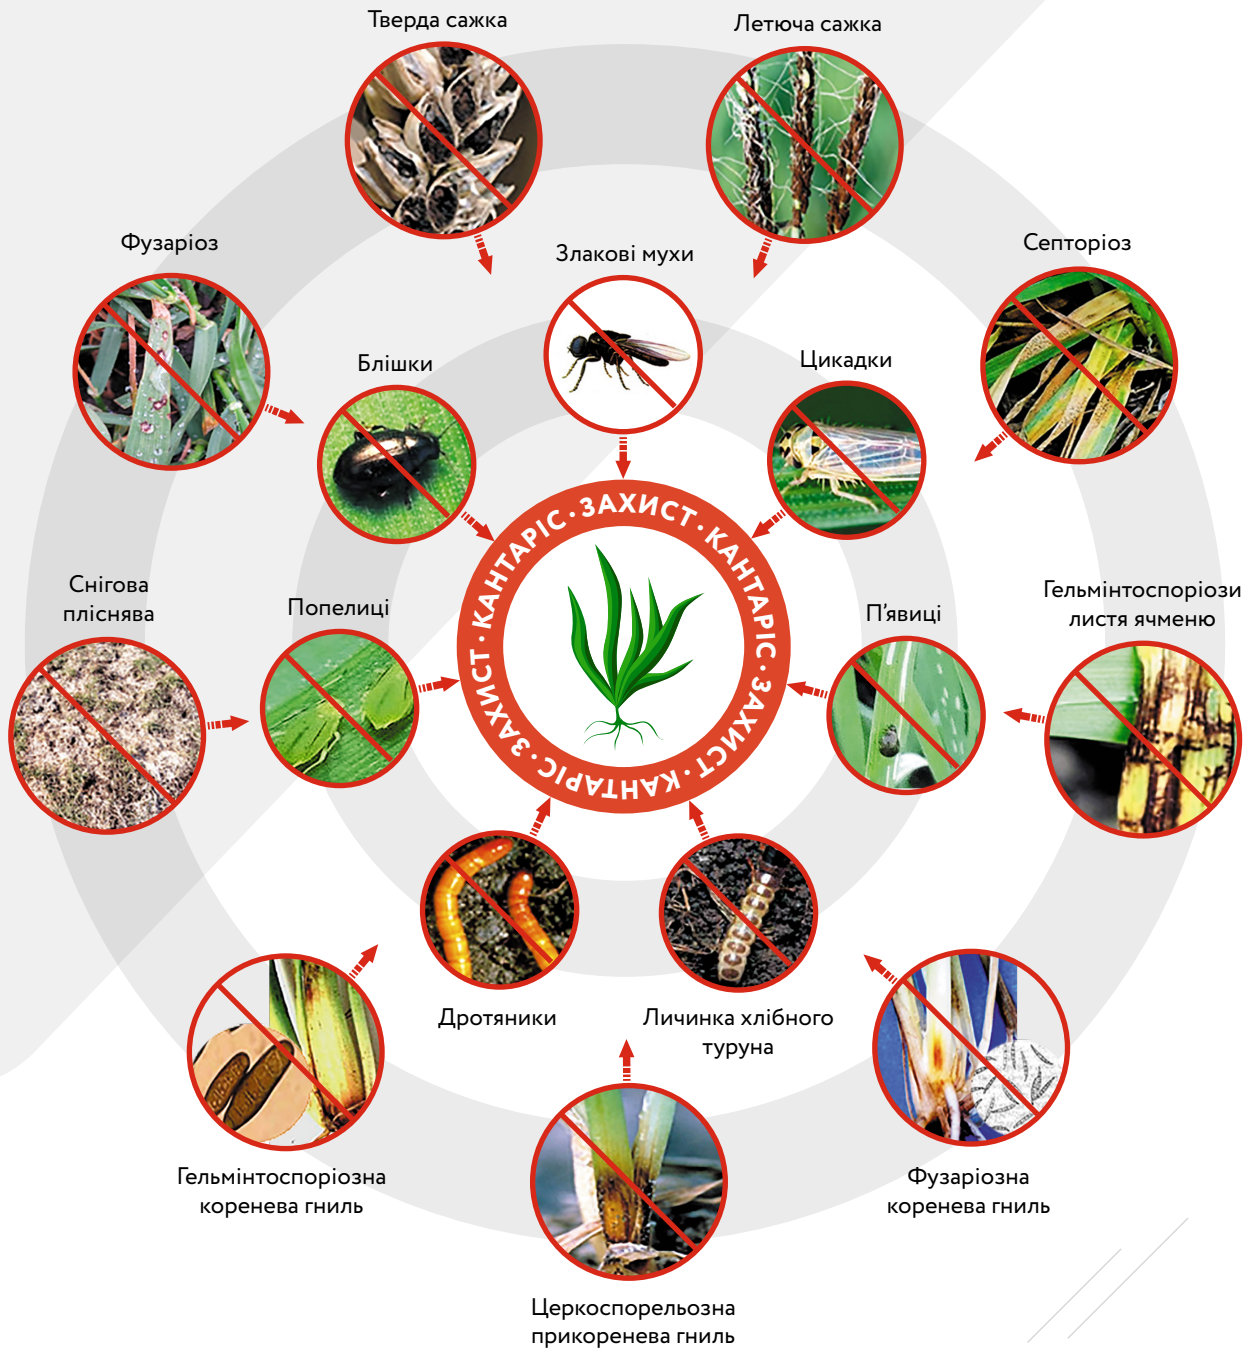 Тверда сажка
Летюча сажка
Фузаріоз
Злакові мухи
Септоріоз
Блішки
Цикадки
Снігова
пліснява
Попелиці
КАНТАРІС · ЗАХИСТ · КАНТАРІС · ЗАХИСТ · КАНТАРІС · ЗАХИСТ ·
П’явиці
Гельмінтоспоріози
листя ячменю
Дротяники
Личинка хлібного
туруна
Гельмінтоспоріозна
коренева гниль
Фузаріозна
коренева гниль
Церкоспорельозна
прикоренева гниль